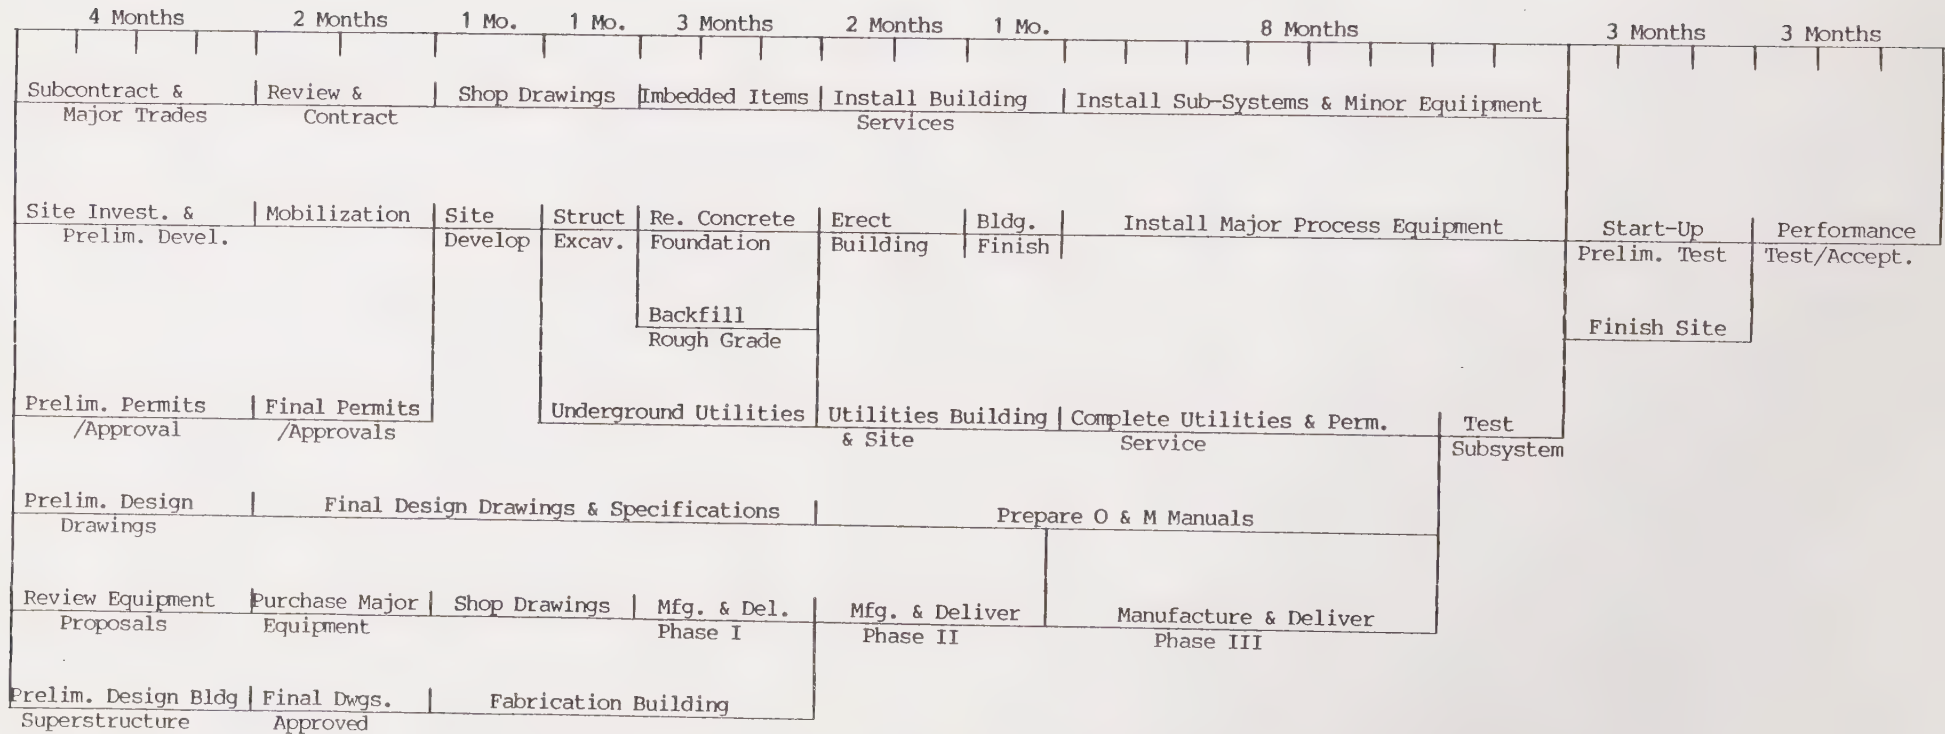 4 Months 2 Months 1 Mo. 1 Mo. 3 Months 2 Months 1 Mo. 8 Months 3 Months 3 Months
Subcontract & Review & Shop Drawings Imbedded Items Install Building Install Sub-Systems & Minor Equiipment
Major Trades Contract Services
Site Invest. & Mobilization Site Struct Re. Concrete Erect Bldg. Install Major Process Equipment Start-Up Performance
Prelim. Devel. Develop Excav. Foundation Building Finish Prelim. Test Test/Accept.
Backfill Finish Site
Rough Grade
Prelim. Permits Final Permits Underground Utilities Utilities Building Complete Utilities & Perm. Test
/Approval /Approvals & Site Service Subsystem
Prelim. Design Final Design Drawings & Specifications Prepare O & M Manuals
Drawings
Review Equipment Purchase Major Shop Drawings Mfg. & Del. Mfg. & Deliver Manufacture & Deliver
Proposals Equipment Phase I Phase II Phase III
Prelim. Design Bldg Final Dwgs. Fabrication Building
Superstructure Approved